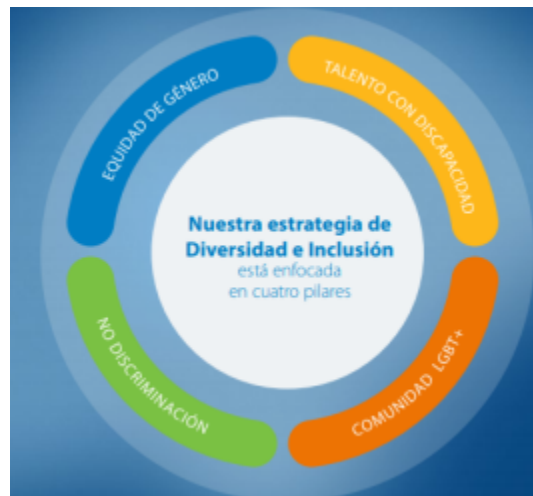 EQUIDAD DE GÉNERO
TALENTO CON DISCAPACIDAD
Nuestra estrategia de
Diversidad e Inclusión
está enfocada
en cuatro pilares
NO DISCRIMINACIÓN
COMUNIDAD LGBT+